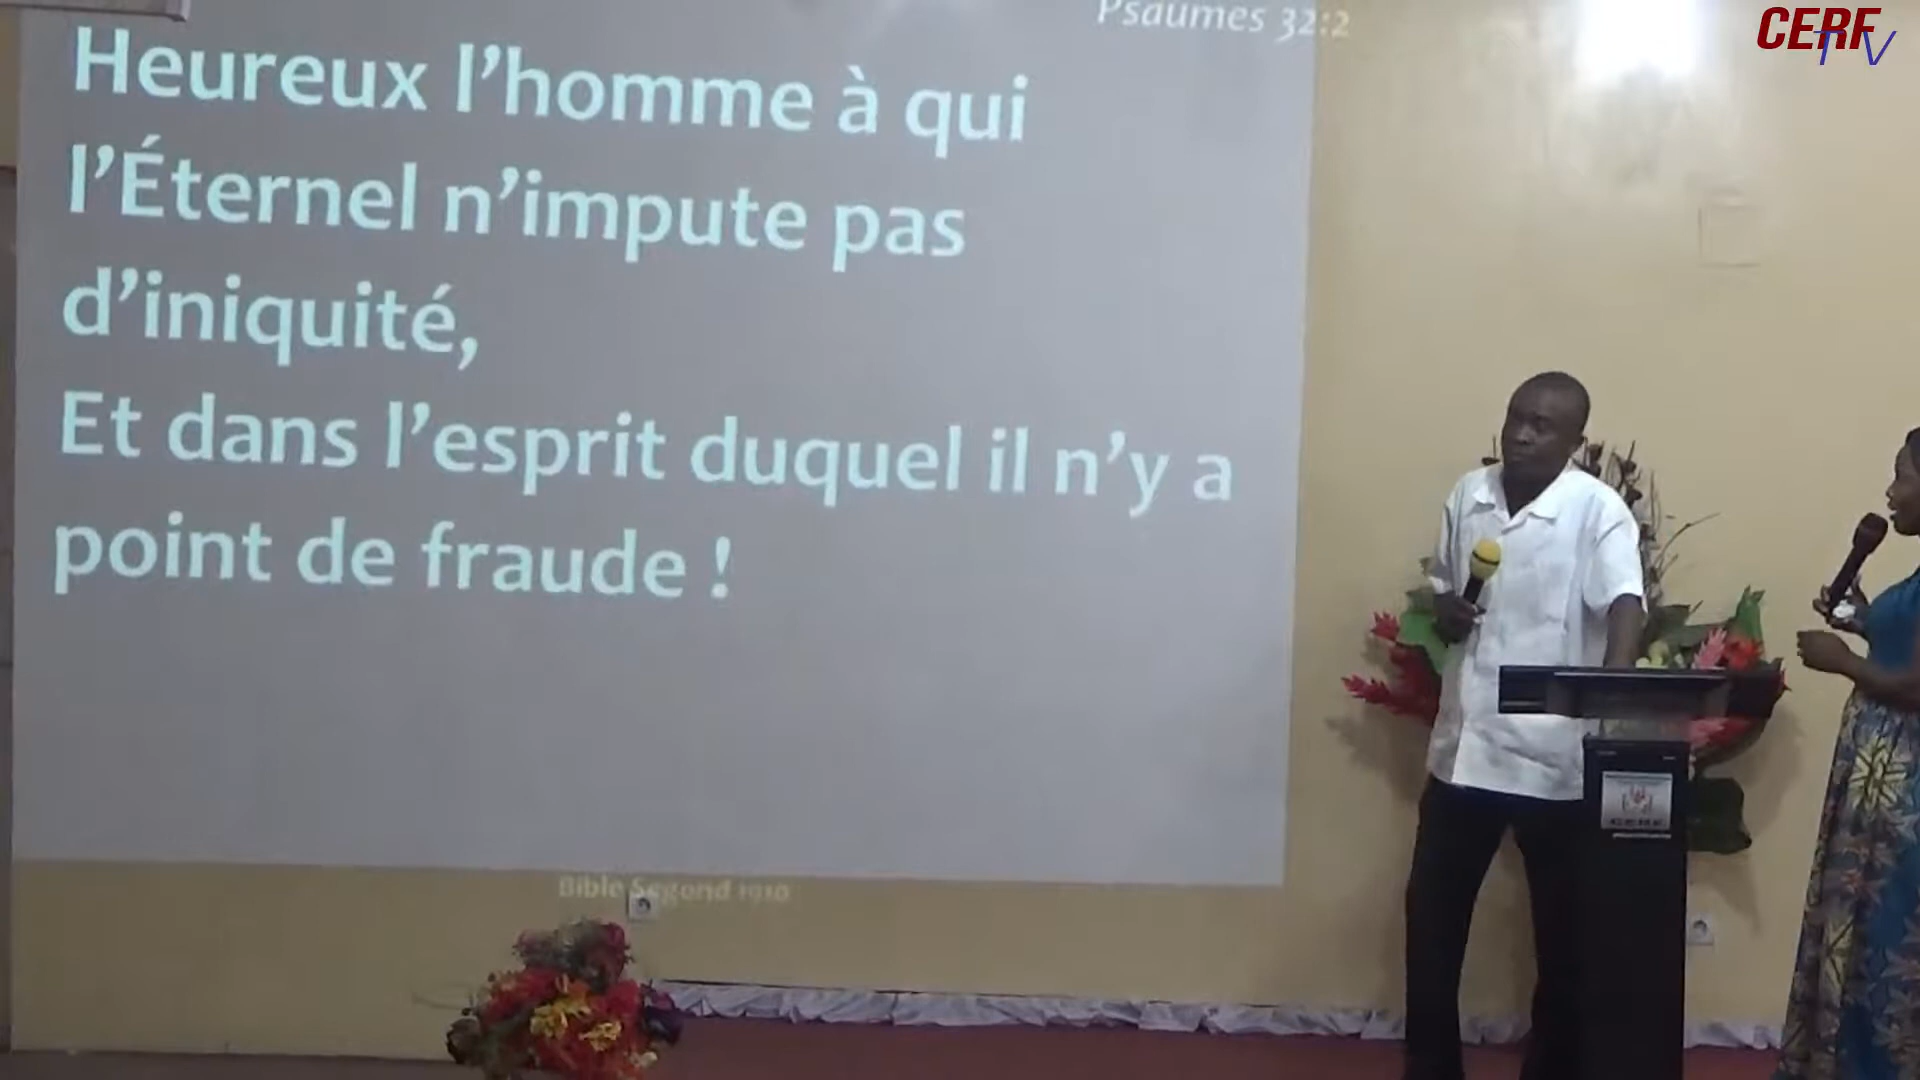 Psaumes 32:2
CERF
TV
Heureux l’homme à qui
l’Éternel n’impute pas
d’iniquité,
Et dans l’esprit duquel il n’y a
point de fraude !
Bible Segond 1910